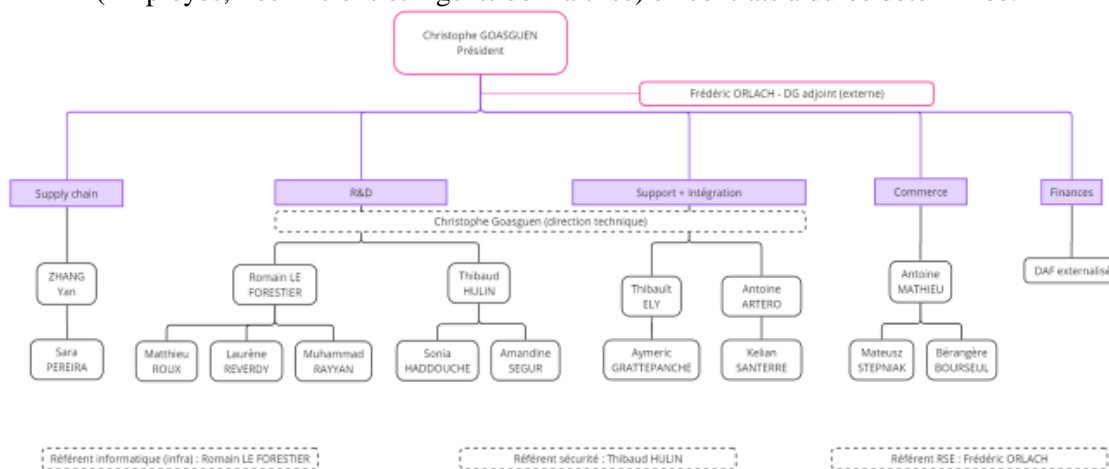 Christophe GOASGUEN
Président
Frédéric ORLACH - DG adjoint (externe)
Supply chain
R&D
Support + Intégration
Commerce
Finances
Christophe Goasguen (direction technique)
ZHANG
Yan
Romain LE
FORESTIER
Thibaud
HULIN
Thibault
ELY
Antoine
ARTERO
Antoine
MATHIEU
DAF externalisé
Sara
PEREIRA
Matthieu
ROUX
Laurène
REVERDY
Muhammad
RAYYAN
Sonia
HADDOUCHE
Amandine
SEGUR
Aymeric
GRATTEPANCHE
Kelian
SANTERRE
Mateusz
STEPNIAK
Bérangère
BOURSEUL
Référent informatique (infra) : Romain LE FORESTIER
Référent sécurité : Thibaud HULIN
Référent RSE : Frédéric ORLACH